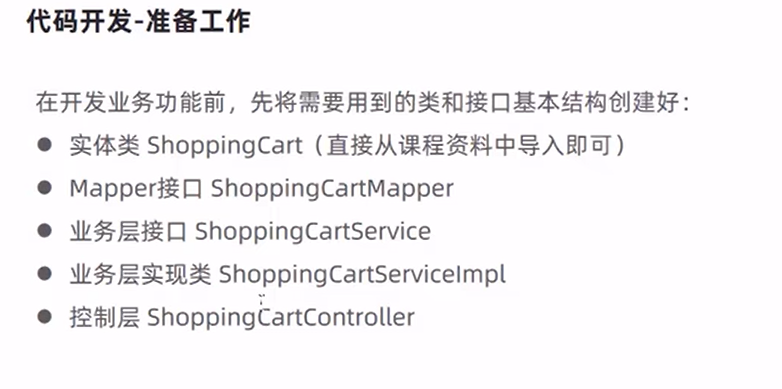 代码开发-准备工作
在开发业务功能前，先将需要用到的类和接口基本结构创建好：
● 实体类 ShoppingCart（直接从课程资料中导入即可）
● Mapper接口 ShoppingCartMapper
● 业务层接口 ShoppingCartService
● 业务层实现类 ShoppingCartServiceImpl
● 控制层 ShoppingCartController